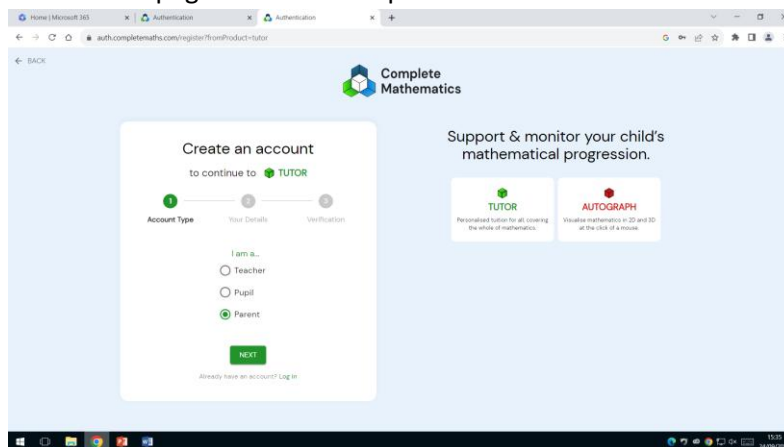 Home | Microsoft 365
Authentication
Authentication
auth.completemaths.com/register?fromProduct=tutor
BACK
Complete
Mathematics
Create an account
to continue to TUTOR
1 2 3
Account Type Your Details Verification
I am a...
Teacher
Pupil
Parent
NEXT
Already have an account? Log in
Support & monitor your child's
mathematical progression.
TUTOR
Personalised tuition for all, covering
the whole of mathematics.
AUTOGRAPH
Visualise mathematics in 2D and 3D
at the click of a mouse.